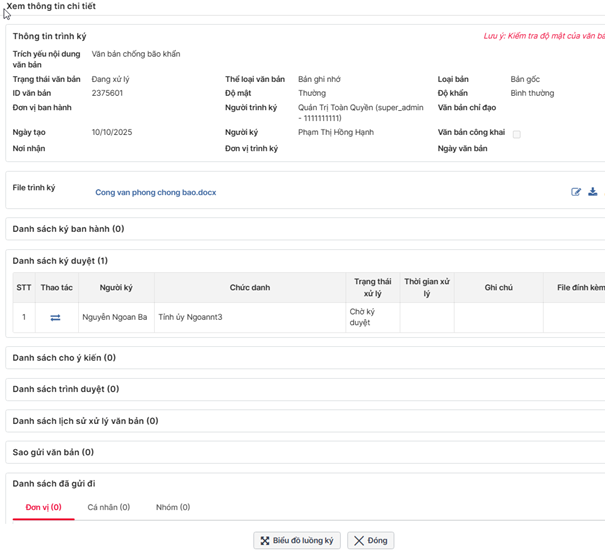 Xem thông tin chi tiết
Thông tin trình ký
Lưu ý: Kiểm tra độ mật của văn bả
Trích yếu nội dung văn bản Văn bản chống bão khẩn
Trạng thái văn bản Đang xử lý Thể loại văn bản Bản ghi nhớ Loại bản Bản gốc
ID văn bản 2375601 Độ mật Thường Độ khẩn Bình thường
Đơn vị ban hành Người trình ký Quản Trị Toàn Quyền (super_admin - 1111111111) Văn bản chỉ đạo
Ngày tạo 10/10/2025 Người ký Phạm Thị Hồng Hạnh Văn bản công khai
Nơi nhận Đơn vị trình ký Ngày văn bản
File trình ký Cong van phong chong bao.docx
Danh sách ký ban hành (0)
Danh sách ký duyệt (1)
STT Thao tác Người ký Chức danh Trạng thái xử lý Thời gian xử lý Ghi chú File đính kèm
1 Nguyễn Ngoan Ba Tỉnh ủy Ngoannt3 Chờ ký duyệt
Danh sách cho ý kiến (0)
Danh sách trình duyệt (0)
Danh sách lịch sử xử lý văn bản (0)
Sao gửi văn bản (0)
Danh sách đã gửi đi
Đơn vị (0) Cá nhân (0) Nhóm (0)
Biểu đồ luồng ký Đóng